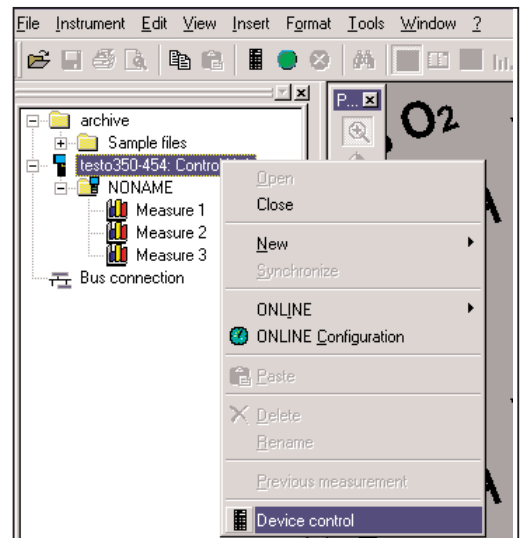 File Instrument Edit View Insert Format Tools Window ?
P...
O2
archive
Sample files
testo350-454: Control
NONAME
Measure 1
Measure 2
Measure 3
Bus connection
Open
Close
New
Synchronize
ONLINE
ONLINE Configuration
Paste
Delete
Rename
Previous measurement
Device control